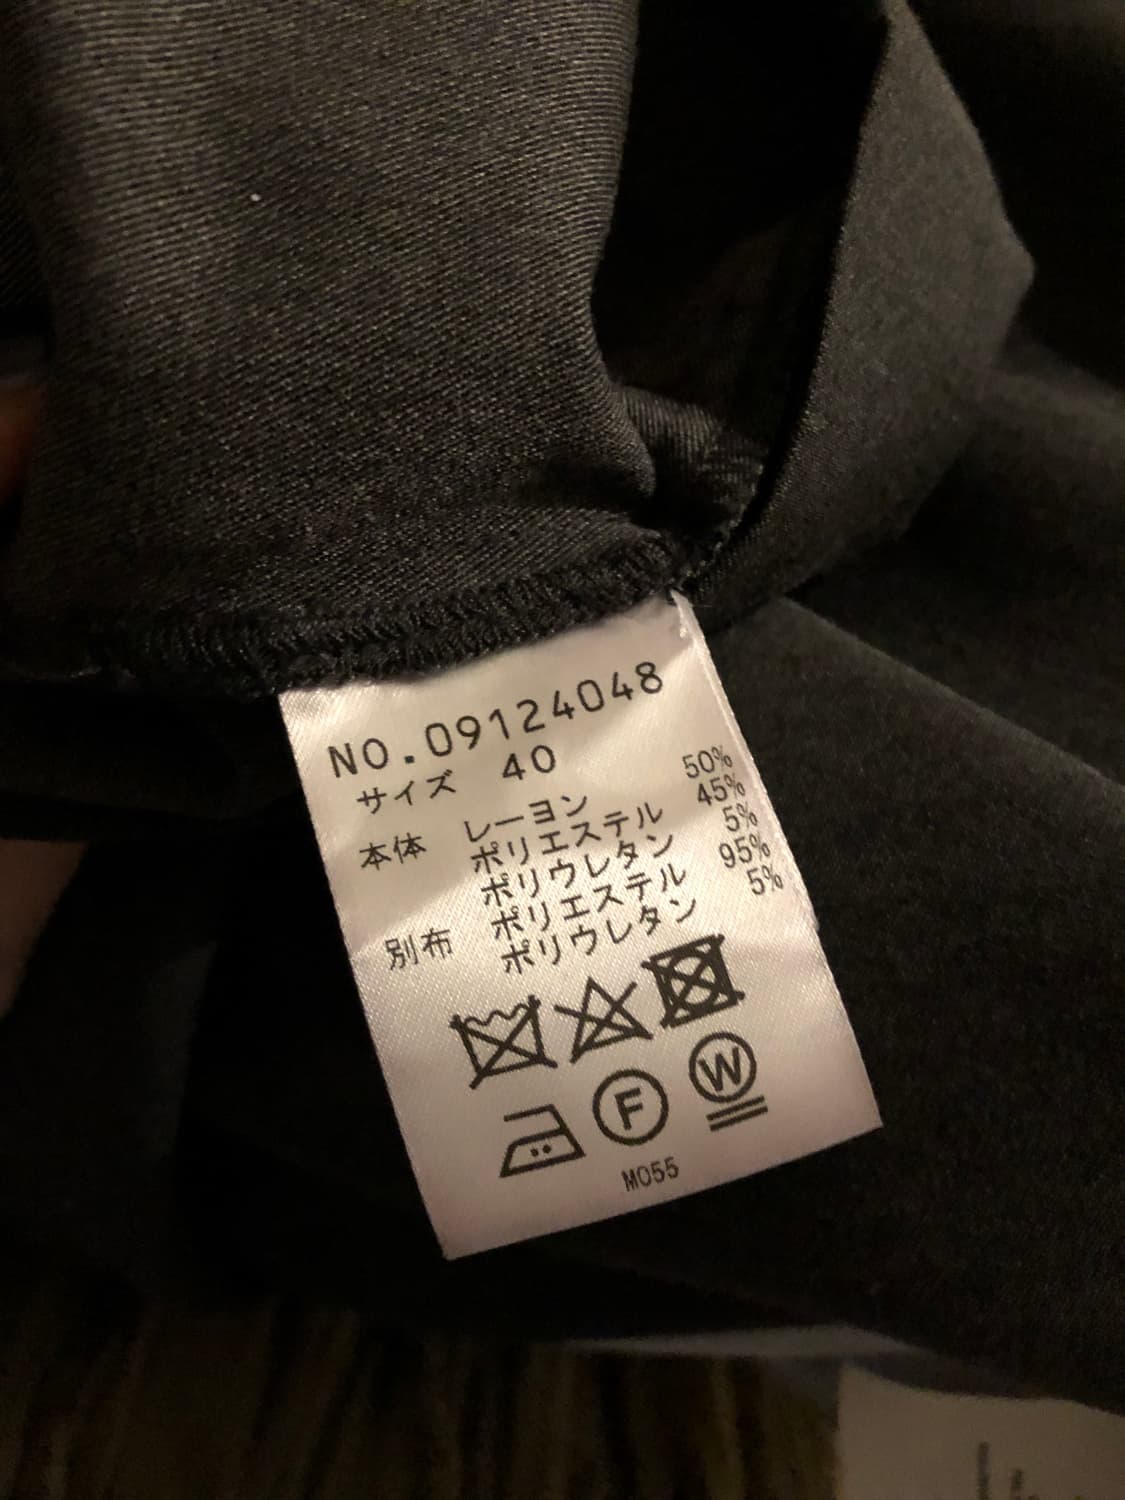 NO.09124048
サイズ 40
本体 レーヨン 50%
ポリエステル 45%
ポリウレタン 5%
別布 ポリエステル 95%
ポリウレタン 5%
F W
M055